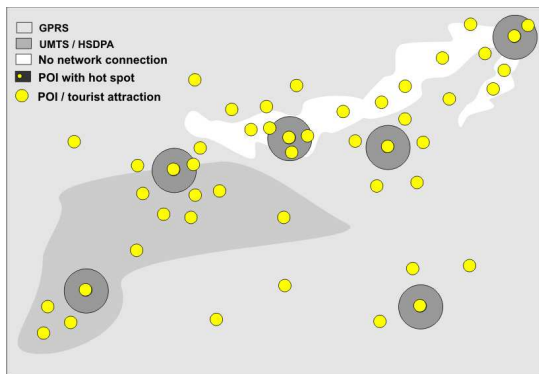 GPRS
UMTS / HSDPA
No network connection
POI with hot spot
POI / tourist attraction